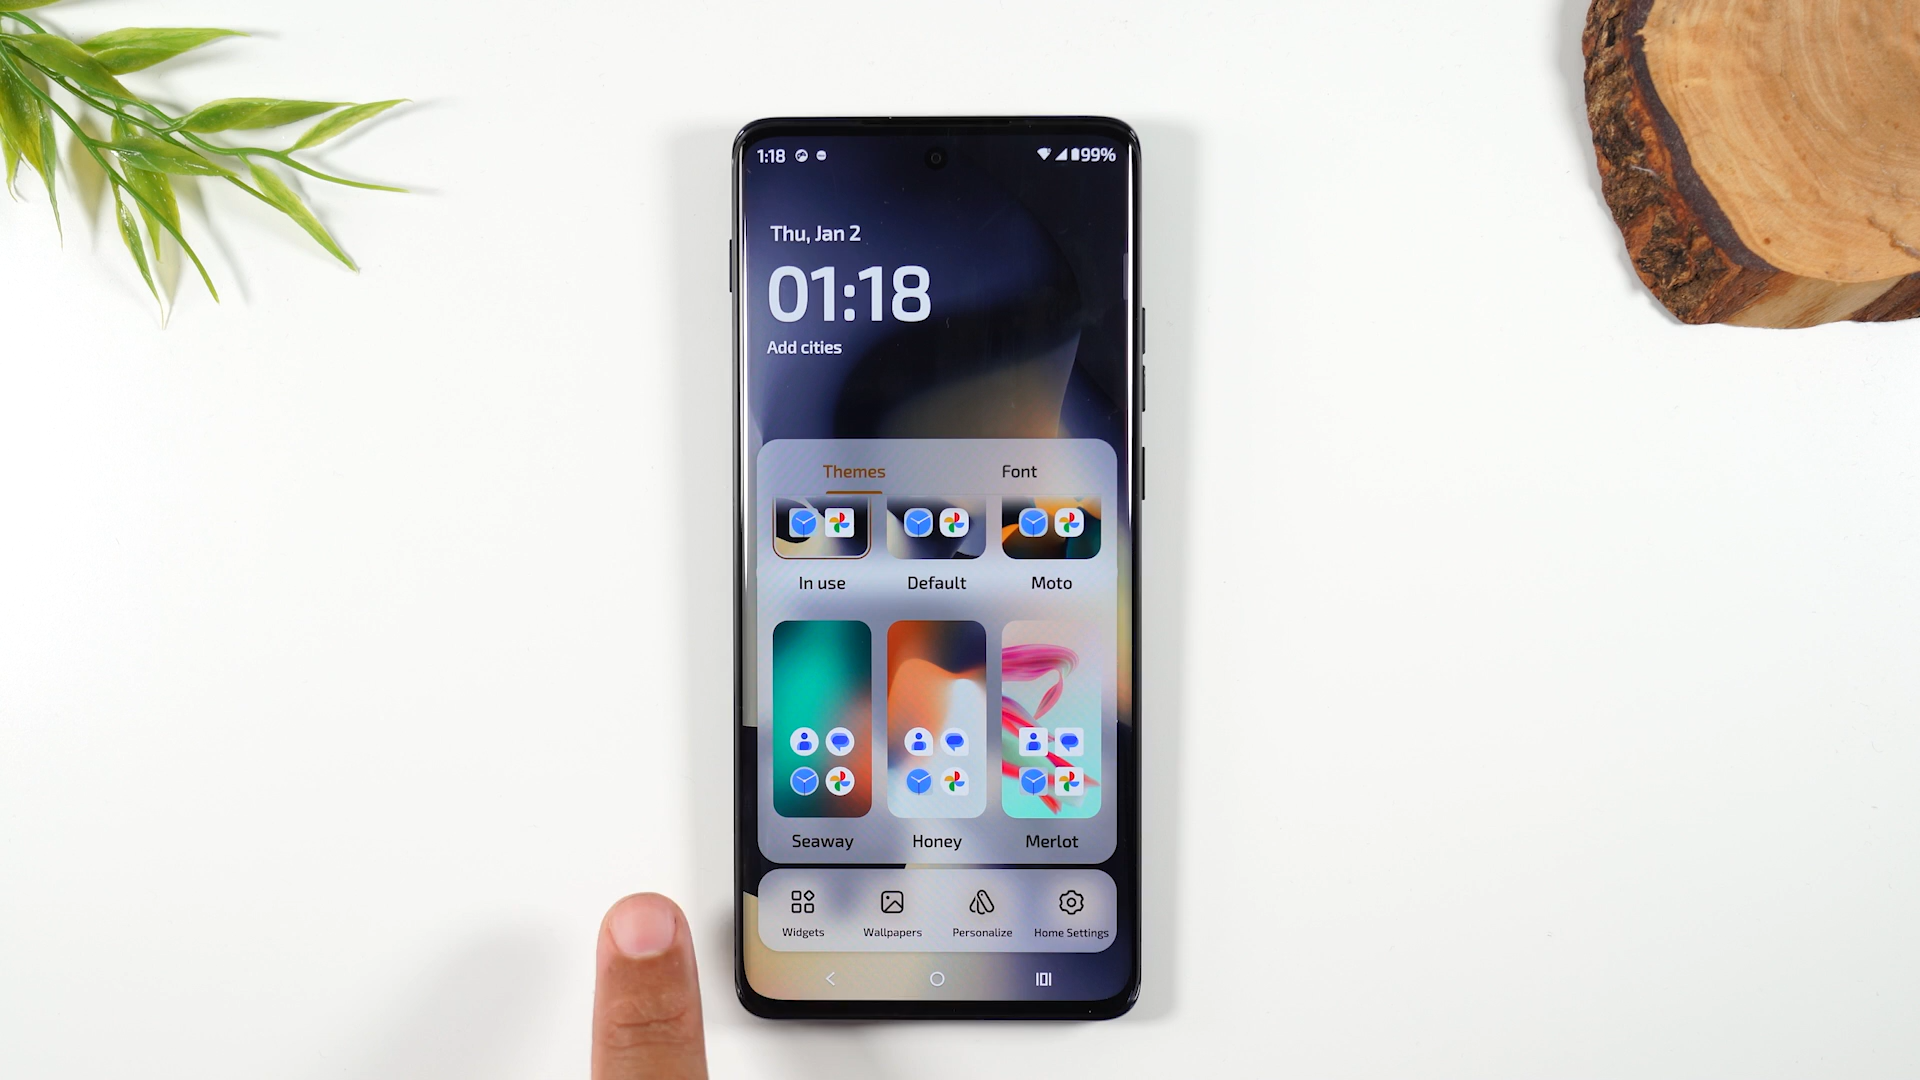 1:18 99%
Thu, Jan 2
01:18
Add cities
Themes Font
In use Default Moto
Seaway Honey Merlot
Widgets Wallpapers Personalize Home Settings